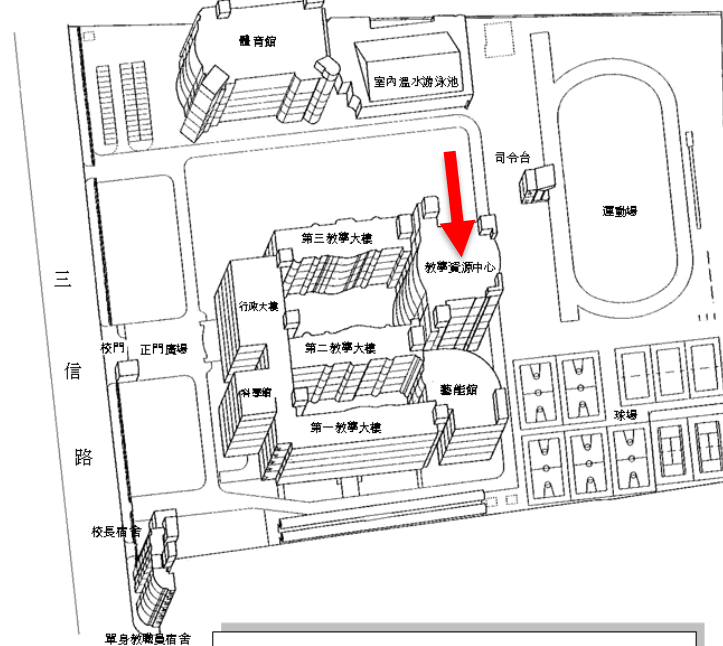 體育館
室內溫水游泳池
司令台
運動場
第三教學大樓
教學資源中心
三
信
路
行政大樓
校門
正門廣場
第二教學大樓
科學館
藝能館
球場
第一教學大樓
校長宿舍
單身教職員宿舍